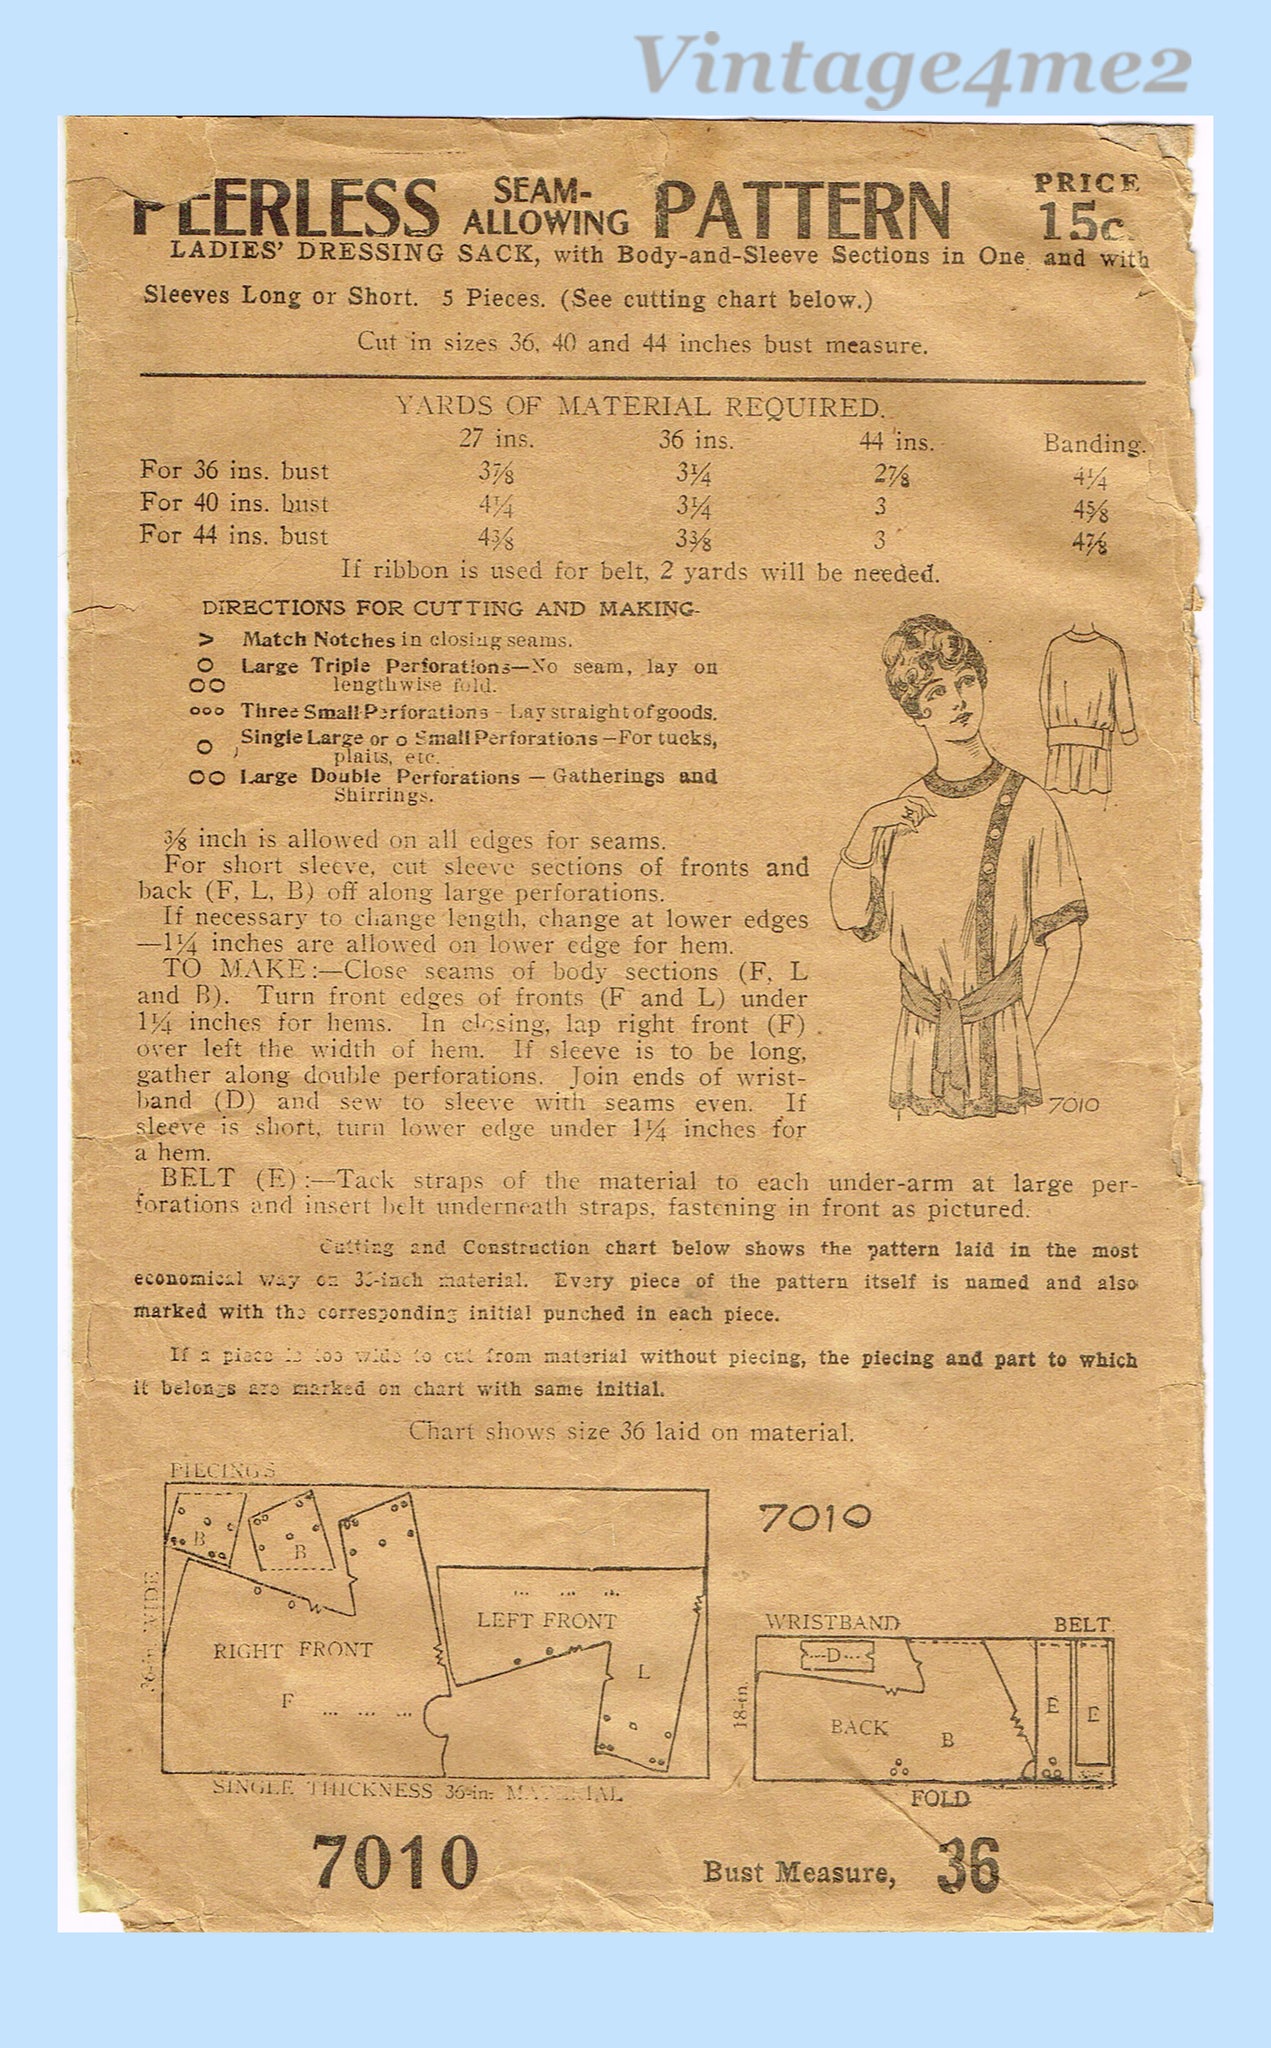 Vintage4me2
PEERLESS SEAM-ALLOWING PATTERN PRICE 15c.
LADIES' DRESSING SACK, with Body-and-Sleeve Sections in One and with
Sleeves Long or Short. 5 Pieces. (See cutting chart below.)
Cut in sizes 36, 40 and 44 inches bust measure.
YARDS OF MATERIAL REQUIRED.
27 ins. 36 ins. 44 ins. Banding.
For 36 ins. bust 3⅞ 3¼ 2⅞ 4¼
For 40 ins. bust 4¼ 3¼ 3 4⅝
For 44 ins. bust 4⅜ 3⅜ 3 4⅞
If ribbon is used for belt, 2 yards will be needed.
DIRECTIONS FOR CUTTING AND MAKING-
> Match Notches in closing seams.
Large Triple Perforations—No seam, lay on
lengthwise fold.
Three Small Perforations - Lay straight of goods.
Single Large or o Small Perforations—For tucks,
plaits, etc.
Large Double Perforations — Gatherings and
Shirrings.
⅜ inch is allowed on all edges for seams.
For short sleeve, cut sleeve sections of fronts and
back (F, L, B) off along large perforations.
If necessary to change length, change at lower edges
—1¼ inches are allowed on lower edge for hem.
TO MAKE:—Close seams of body sections (F, L
and B). Turn front edges of fronts (F and L) under
1¼ inches for hems. In closing, lap right front (F)
over left the width of hem. If sleeve is to be long,
gather along double perforations. Join ends of wrist-
band (D) and sew to sleeve with seams even. If
sleeve is short, turn lower edge under 1¼ inches for
a hem.
7010
BELT (E):—Tack straps of the material to each under-arm at large per-
forations and insert belt underneath straps, fastening in front as pictured.
Cutting and Construction chart below shows the pattern laid in the most
economical way on 36-inch material. Every piece of the pattern itself is named and also
marked with the corresponding initial punched in each piece.
If a piece is too wide to cut from material without piecing, the piecing and part to which
it belongs are marked on chart with same initial.
Chart shows size 36 laid on material.
PIECINGS
B
B
36-in. WIDE
RIGHT FRONT
F
LEFT FRONT
L
SINGLE THICKNESS 36-in. MATERIAL
7010
WRISTBAND BELT
D
18-in.
BACK B
E
E
FOLD
7010
Bust Measure, 36